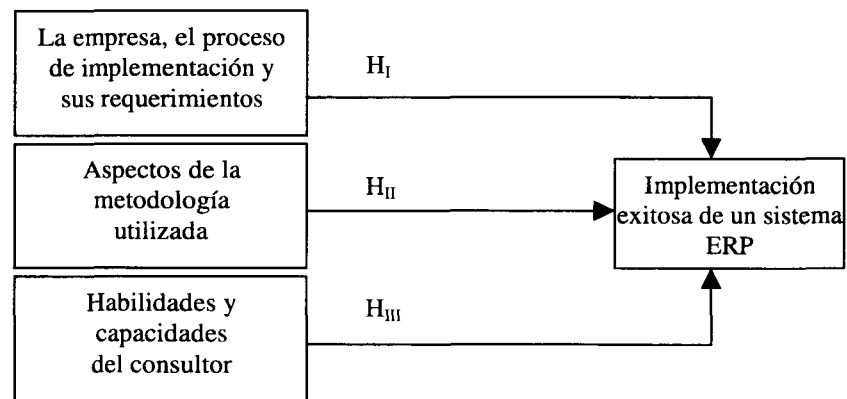 La empresa, el proceso
de implementación y
sus requerimientos
H_I
Aspectos de la
metodología
utilizada
H_II
Habilidades y
capacidades
del consultor
H_III
Implementación
exitosa de un sistema
ERP